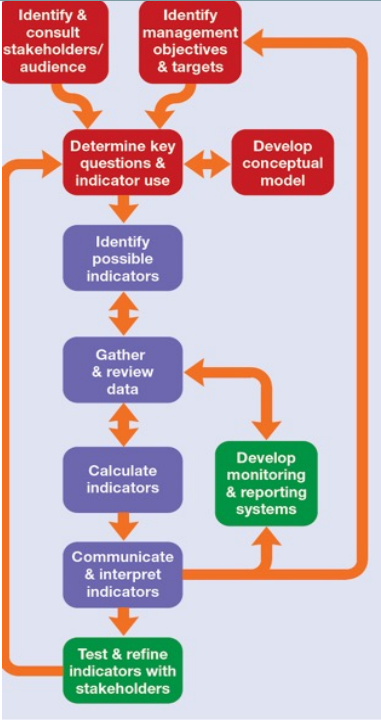 Identify &
consult
stakeholders/
audience
Identify
management
objectives
& targets
Determine key
questions &
indicator use
Develop
conceptual
model
Identify
possible
indicators
Gather
& review
data
Calculate
indicators
Develop
monitoring
& reporting
systems
Communicate
& interpret
indicators
Test & refine
indicators with
stakeholders